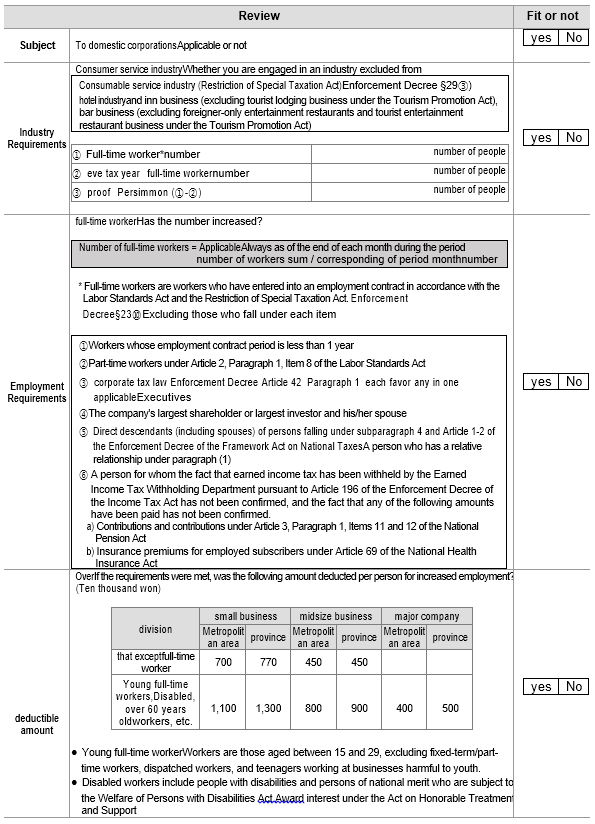 Review Fit or not
Subject To domestic corporationsApplicable or not yes No
Consumer service industryWhether you are engaged in an industry excluded from
Consumable service industry (Restriction of Special Taxation Act)Enforcement Decree §29③)
hotel industryand inn business (excluding tourist lodging business under the Tourism Promotion Act),
bar business (excluding foreigner-only entertainment restaurants and tourist entertainment
restaurant business under the Tourism Promotion Act)
Industry Requirements yes No
① Full-time worker*number number of people
② eve tax year full-time workernumber number of people
③ proof Persimmon (①-②) number of people
full-time workerHas the number increased?
Number of full-time workers = ApplicableAlways as of the end of each month during the period
number of workers sum / corresponding of period monthnumber
* Full-time workers are workers who have entered into an employment contract in accordance with the
Labor Standards Act and the Restriction of Special Taxation Act. Enforcement
Decree§23⑩Excluding those who fall under each item
①Workers whose employment contract period is less than 1 year
②Part-time workers under Article 2, Paragraph 1, Item 8 of the Labor Standards Act
③ corporate tax law Enforcement Decree Article 42 Paragraph 1 each favor any in one
applicableExecutives
Employment Requirements yes No
④The company's largest shareholder or largest investor and his/her spouse
⑤ Direct descendants (including spouses) of persons falling under subparagraph 4 and Article 1-2 of
the Enforcement Decree of the Framework Act on National TaxesA person who has a relative
relationship under paragraph (1)
⑥ A person for whom the fact that earned income tax has been withheld by the Earned
Income Tax Withholding Department pursuant to Article 196 of the Enforcement Decree of
the Income Tax Act has not been confirmed, and the fact that any of the following amounts
have been paid has not been confirmed.
a) Contributions and contributions under Article 3, Paragraph 1, Items 11 and 12 of the National
Pension Act
b) Insurance premiums for employed subscribers under Article 69 of the National Health
Insurance Act
OverIf the requirements were met, was the following amount deducted per person for increased employment?
(Ten thousand won)
division small business midsize business major company
Metropolit an area province Metropolit an area province Metropolit an area province
that exceptfull-time worker 700 770 450 450
Young full-time workers,Disabled, over 60 years oldworkers, etc. 1,100 1,300 800 900 400 500
deductible amount yes No
● Young full-time workerWorkers are those aged between 15 and 29, excluding fixed-term/part-
time workers, dispatched workers, and teenagers working at businesses harmful to youth.
● Disabled workers include people with disabilities and persons of national merit who are subject to
the Welfare of Persons with Disabilities Act Award interest under the Act on Honorable Treatment
and Support